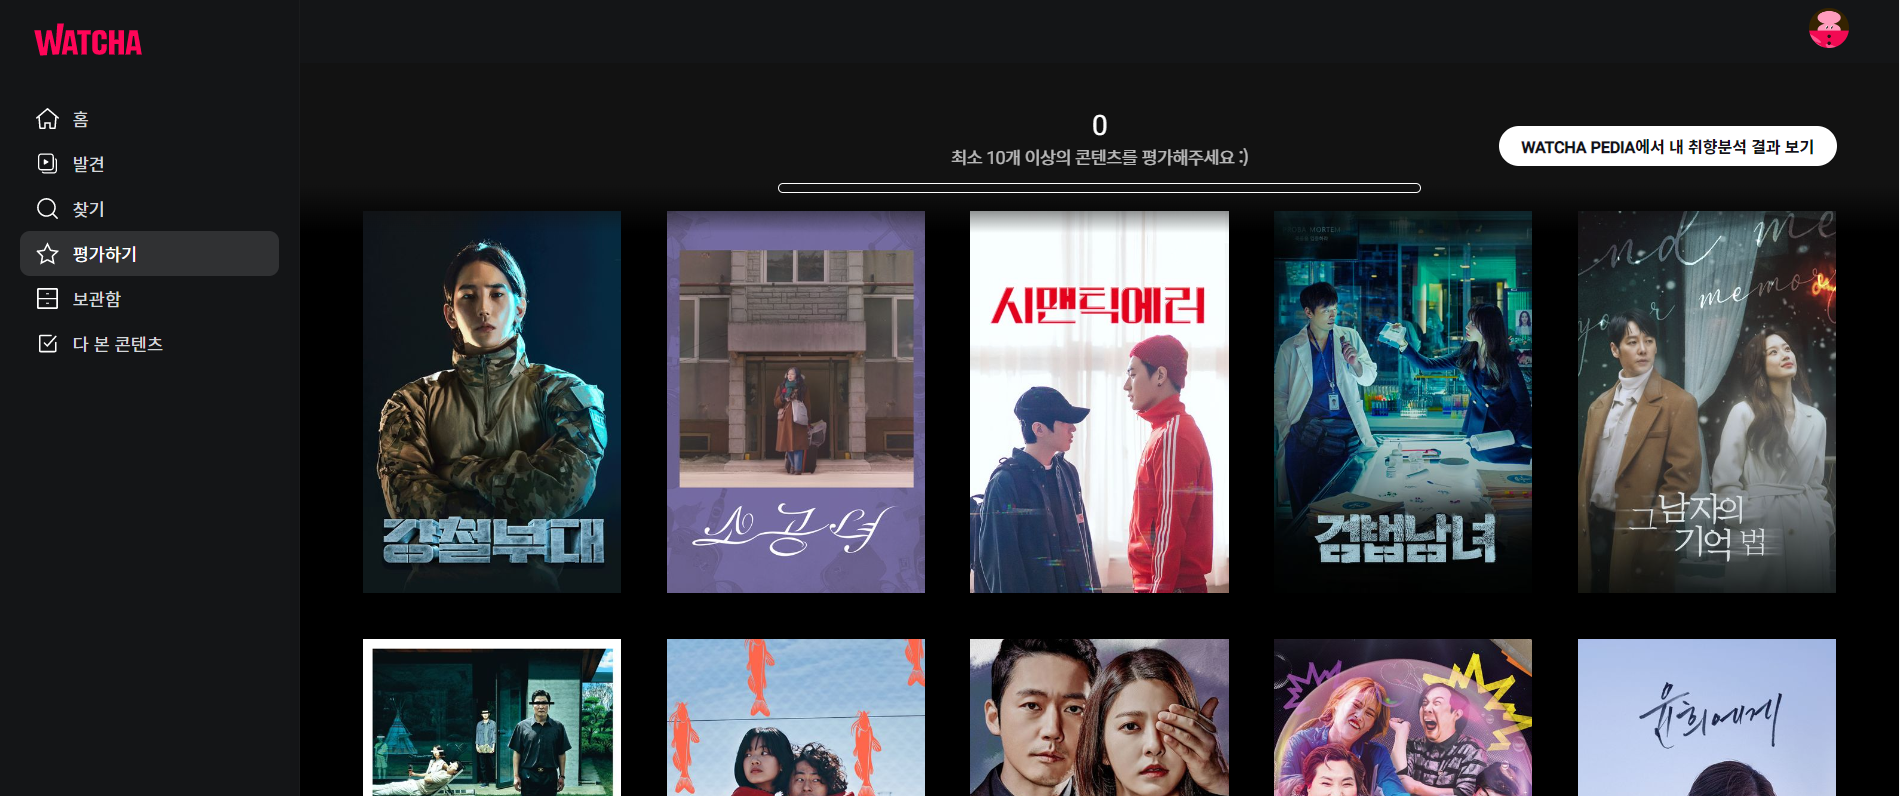 WATCHA
홈
발견
찾기
평가하기
보관함
다 본 콘텐츠
0
최소 10개 이상의 콘텐츠를 평가해주세요 :)
WATCHA PEDIA에서 내 취향분석 결과 보기
강철부대
소공녀
시맨틱에러
검법남녀
nd me
your memory
그 남자의
기억 법
윤희에게